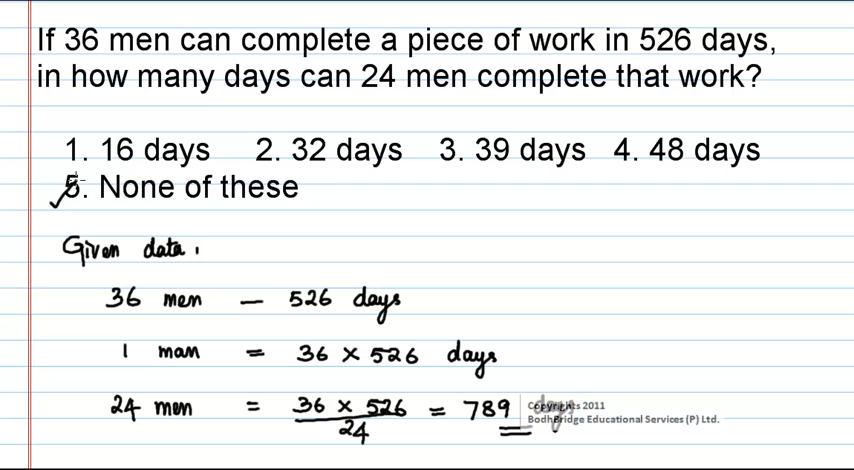 If 36 men can complete a piece of work in 526 days,
in how many days can 24 men complete that work?
1. 16 days 2. 32 days 3. 39 days 4. 48 days
5. None of these
Given data.
36 men — 526 days
1 man = 36 × 526 days
24 men = 36 × 526 / 24 = 789 days
Copyrights 2011
BodhBridge Educational Services (P) Ltd.